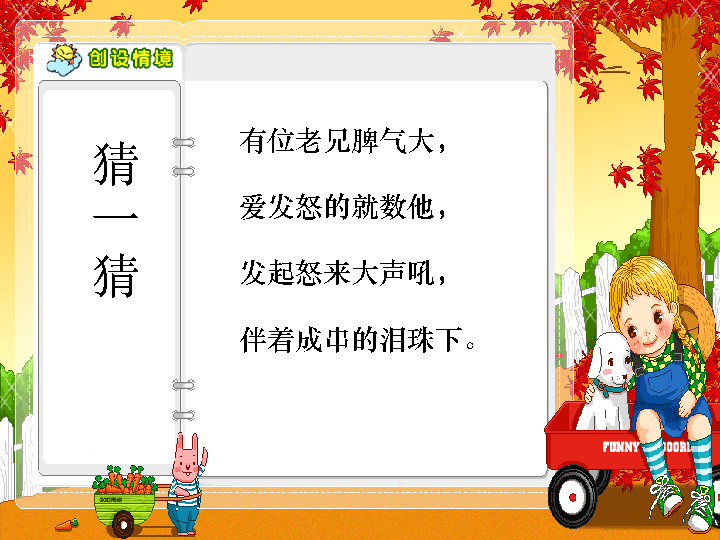 创设情境
猜一猜
有位老兄脾气大，
爱发怒的就数他，
发起怒来大声吼，
伴着成串的泪珠下。
FUNNY